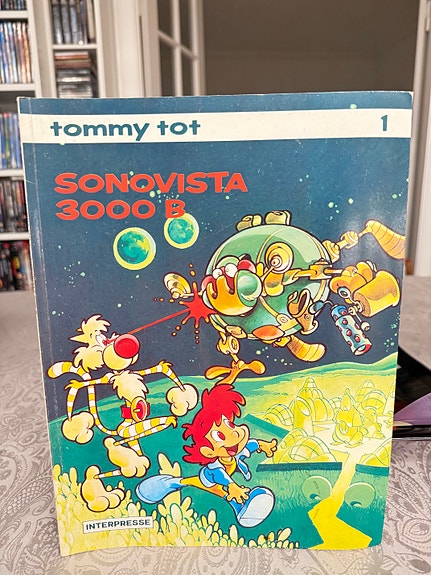 tommy tot 1
SONOVISTA
3000 B
INTERPRESSE